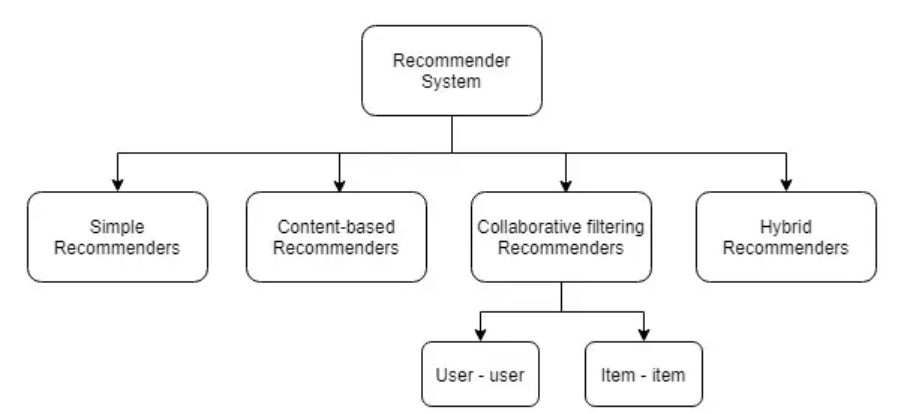 Recommender
System
Simple
Recommenders
Content-based
Recommenders
Collaborative filtering
Recommenders
Hybrid
Recommenders
User - user
Item - item